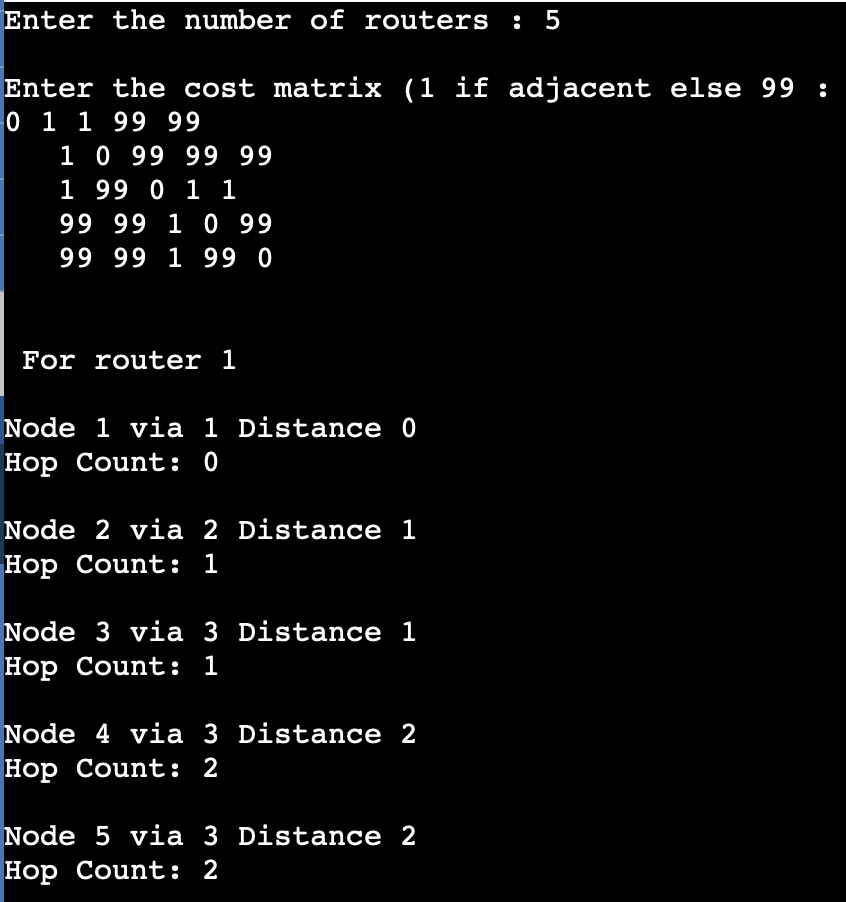 Enter the number of routers : 5
Enter the cost matrix (1 if adjacent else 99 :
0 1 1 99 99
1 0 99 99 99
1 99 0 1 1
99 99 1 0 99
99 99 1 99 0
For router 1
Node 1 via 1 Distance 0
Hop Count: 0
Node 2 via 2 Distance 1
Hop Count: 1
Node 3 via 3 Distance 1
Hop Count: 1
Node 4 via 3 Distance 2
Hop Count: 2
Node 5 via 3 Distance 2
Hop Count: 2